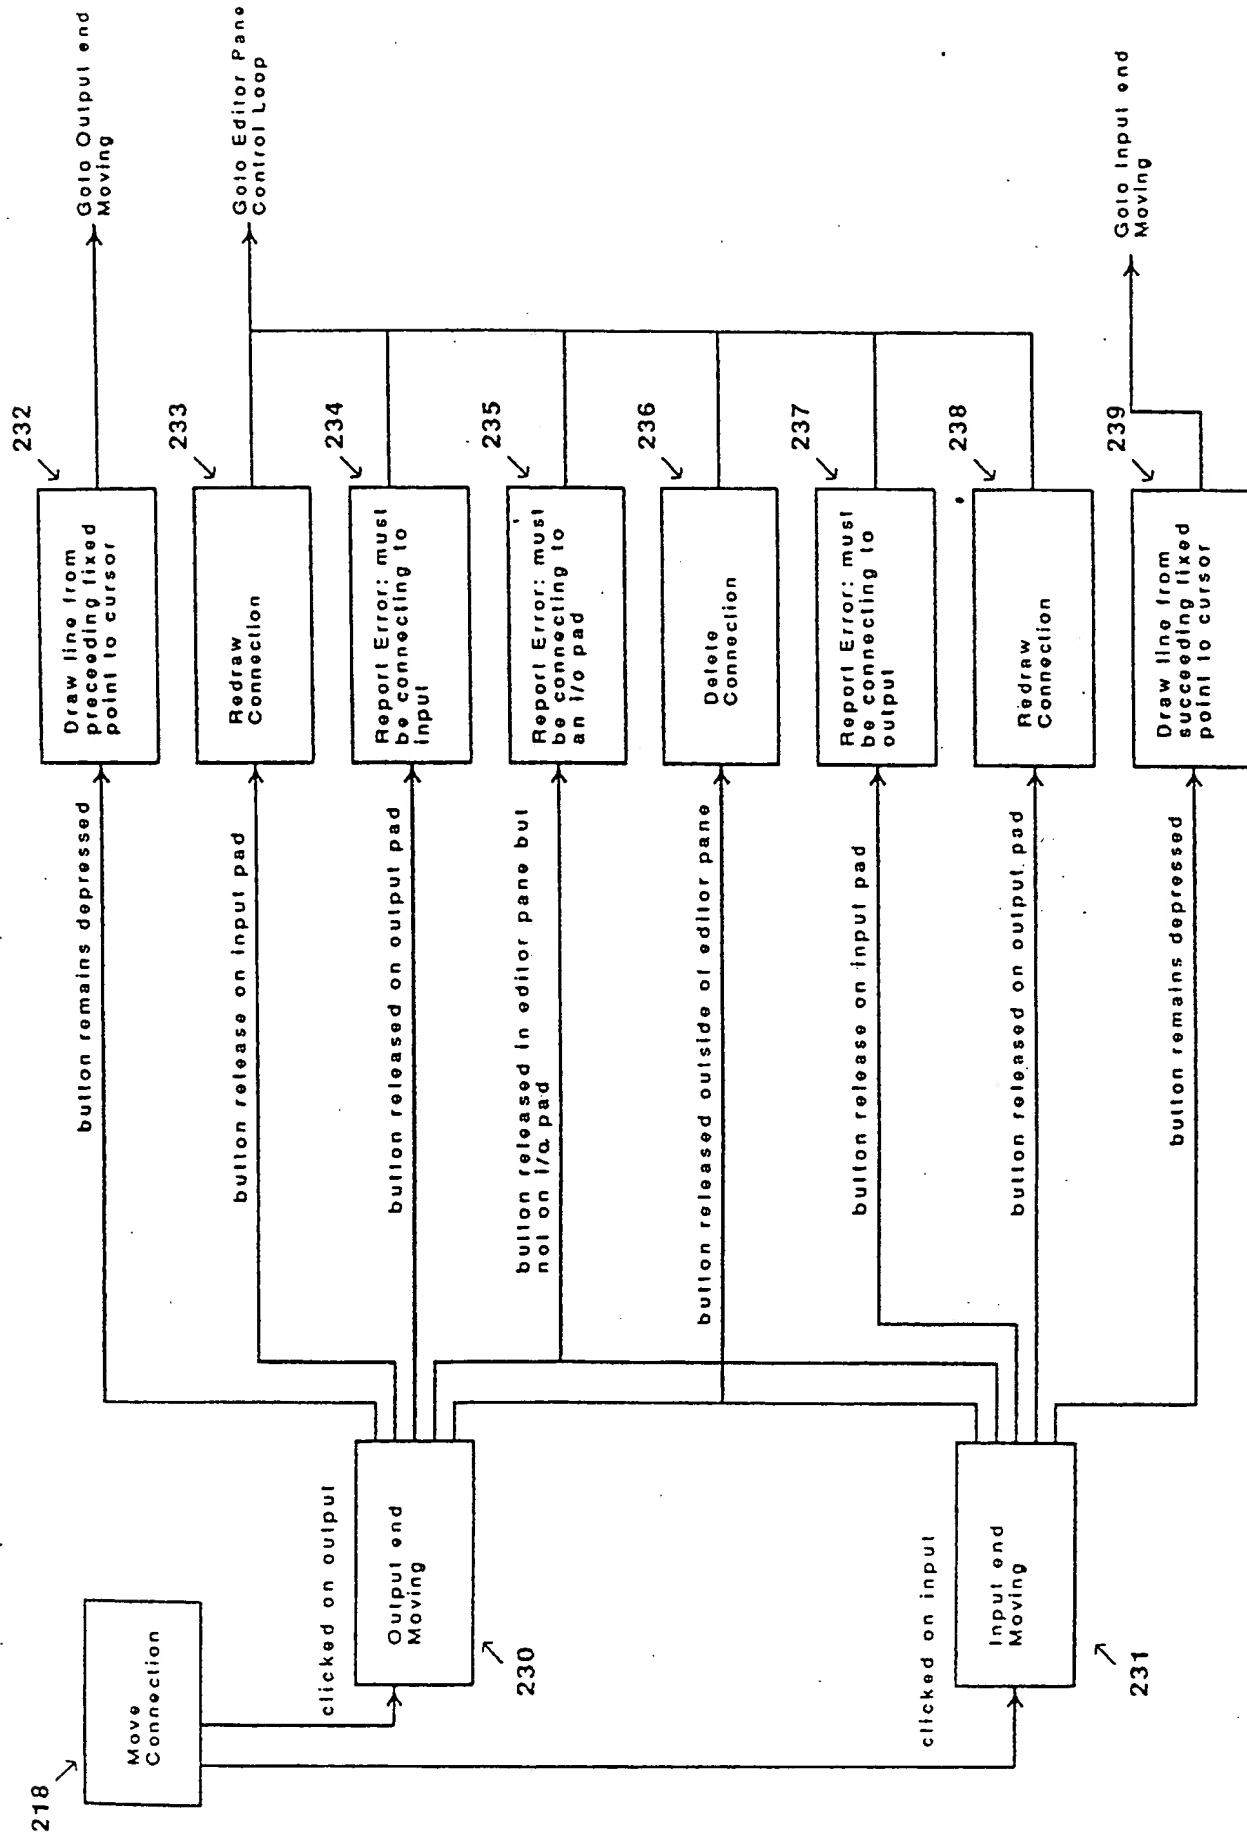 218
Move
Connection
clicked on output
Output end
Moving
230
clicked on input
Input end
Moving
231
button remains depressed
button release on input pad
button released on output pad
button released in editor pane but
not on i/o pad
button released outside of editor pane
button release on input pad
button released on output pad
button remains depressed
232
Draw line from
preceeding fixed
point to cursor
233
Redraw
Connection
234
Report Error: must
be connecting to
input
235
Report Error: must
be connecting to
an i/o pad
236
Delete
Connection
237
Report Error: must
be connecting to
output
238
Redraw
Connection
239
Draw line from
succeeding fixed
point to cursor
Goto Output end
Moving
Goto Editor Pane
Control Loop
Goto Input end
Moving